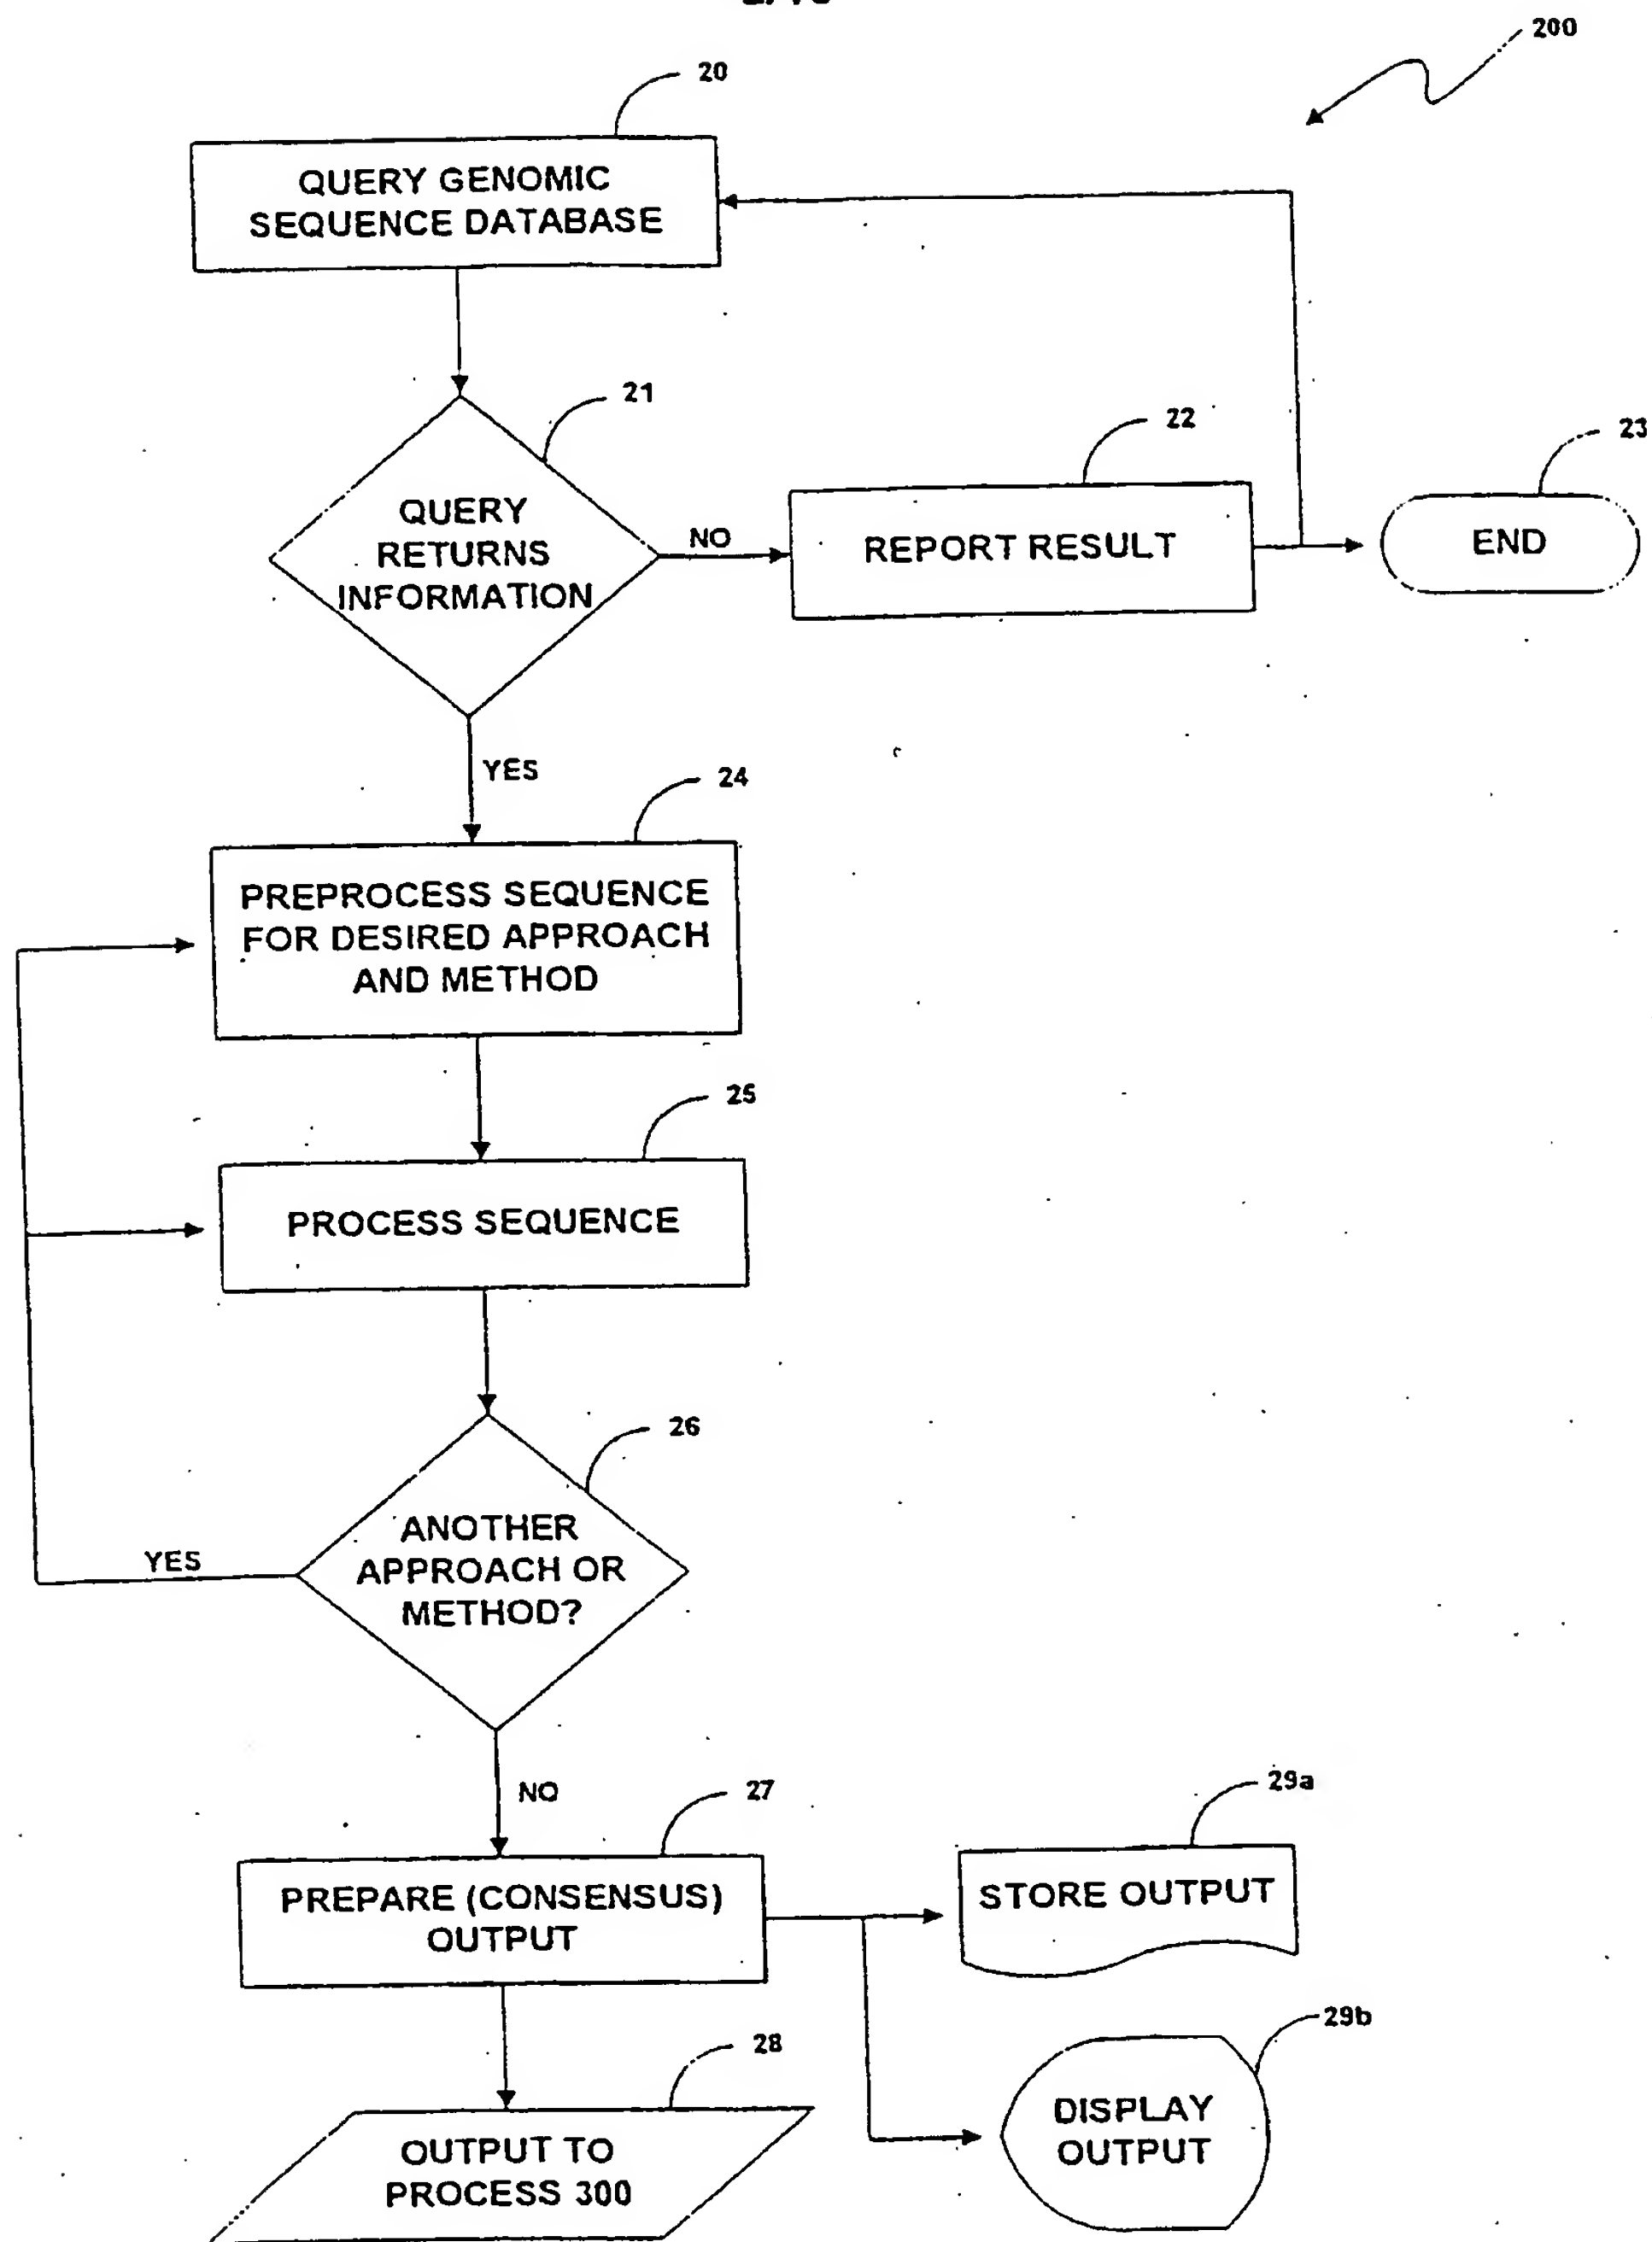 200
20
QUERY GENOMIC
SEQUENCE DATABASE
21
QUERY
RETURNS
INFORMATION
NO
22
REPORT RESULT
23
END
YES
24
PREPROCESS SEQUENCE
FOR DESIRED APPROACH
AND METHOD
25
PROCESS SEQUENCE
26
ANOTHER
APPROACH OR
METHOD?
YES
NO
27
PREPARE (CONSENSUS)
OUTPUT
29a
STORE OUTPUT
29b
DISPLAY
OUTPUT
28
OUTPUT TO
PROCESS 300